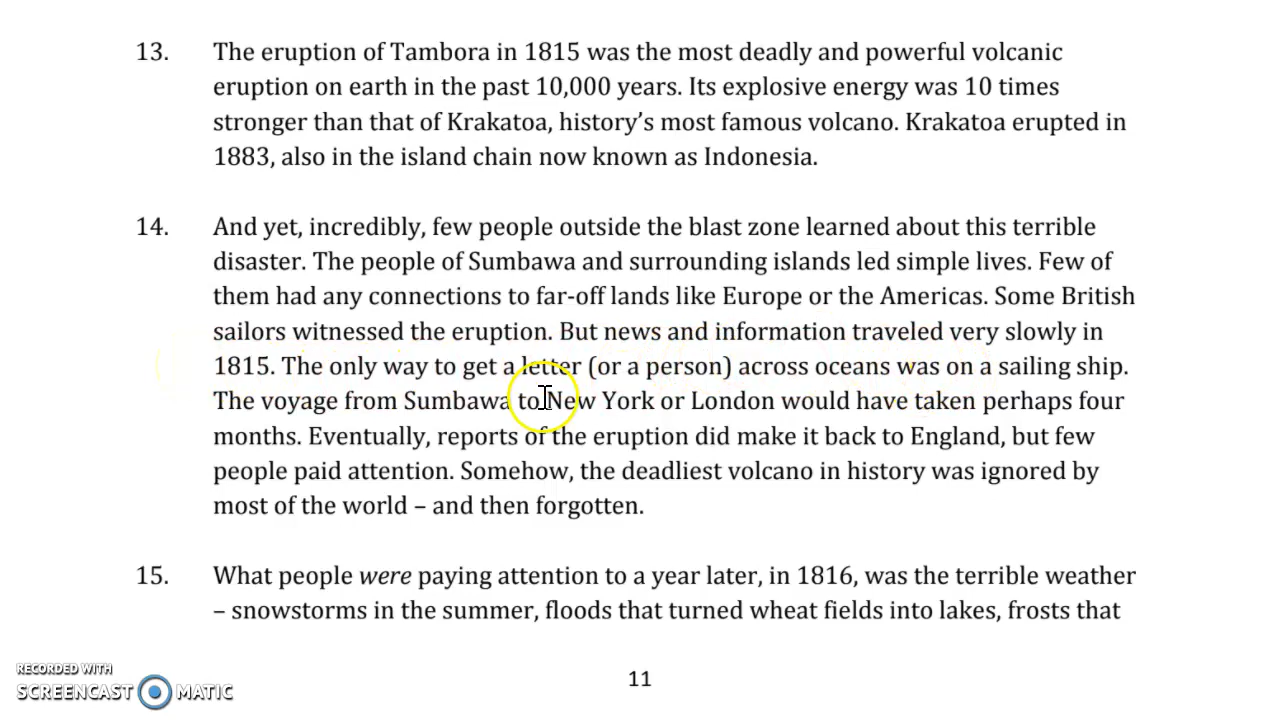 13. The eruption of Tambora in 1815 was the most deadly and powerful volcanic
eruption on earth in the past 10,000 years. Its explosive energy was 10 times
stronger than that of Krakatoa, history’s most famous volcano. Krakatoa erupted in
1883, also in the island chain now known as Indonesia.
14. And yet, incredibly, few people outside the blast zone learned about this terrible
disaster. The people of Sumbawa and surrounding islands led simple lives. Few of
them had any connections to far-off lands like Europe or the Americas. Some British
sailors witnessed the eruption. But news and information traveled very slowly in
1815. The only way to get a letter (or a person) across oceans was on a sailing ship.
The voyage from Sumbawa to New York or London would have taken perhaps four
months. Eventually, reports of the eruption did make it back to England, but few
people paid attention. Somehow, the deadliest volcano in history was ignored by
most of the world – and then forgotten.
15. What people were paying attention to a year later, in 1816, was the terrible weather
– snowstorms in the summer, floods that turned wheat fields into lakes, frosts that
11
RECORDED WITH
SCREENCAST MATIC